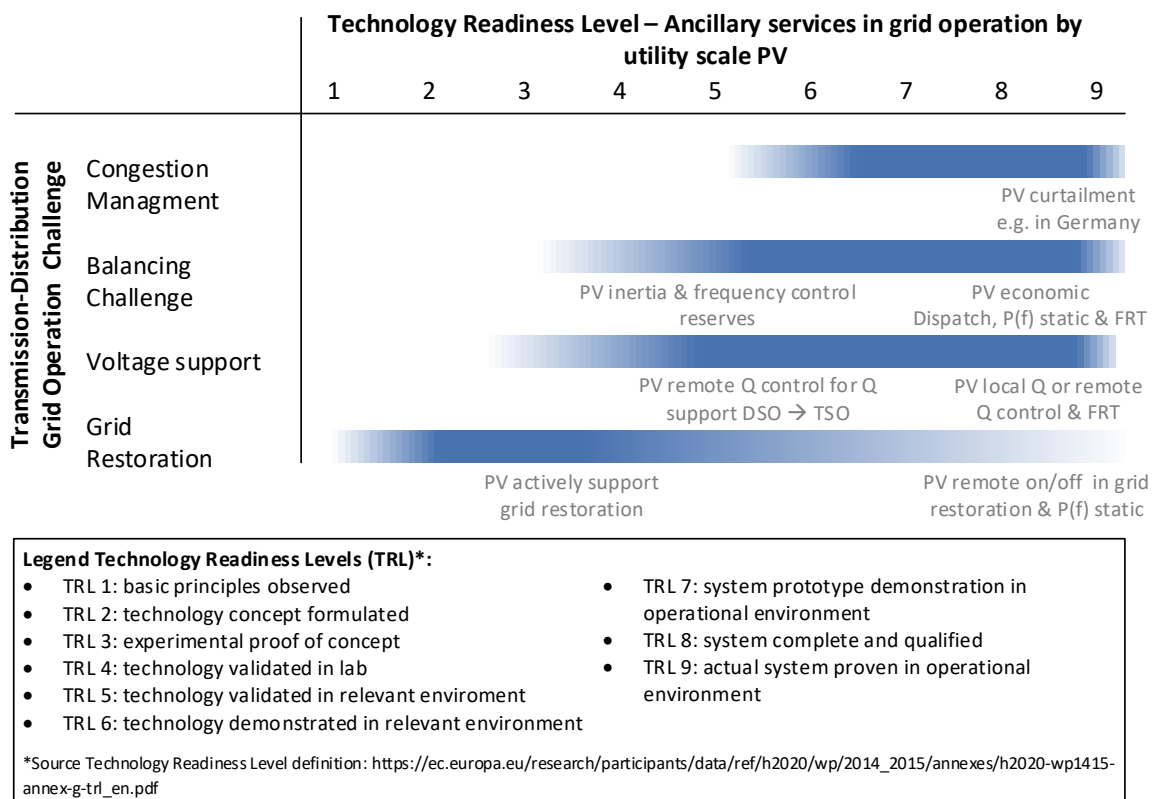 Technology Readiness Level – Ancillary services in grid operation by
utility scale PV
1 2 3 4 5 6 7 8 9
Transmission-Distribution
Grid Operation Challenge
Congestion
Managment
PV curtailment
e.g. in Germany
Balancing
Challenge
PV inertia & frequency control
reserves
PV economic
Dispatch, P(f) static & FRT
Voltage support
PV remote Q control for Q
support DSO → TSO
PV local Q or remote
Q control & FRT
Grid
Restoration
PV actively support
grid restoration
PV remote on/off in grid
restoration & P(f) static
Legend Technology Readiness Levels (TRL)*:
• TRL 1: basic principles observed
• TRL 2: technology concept formulated
• TRL 3: experimental proof of concept
• TRL 4: technology validated in lab
• TRL 5: technology validated in relevant enviroment
• TRL 6: technology demonstrated in relevant environment
• TRL 7: system prototype demonstration in
operational environment
• TRL 8: system complete and qualified
• TRL 9: actual system proven in operational
environment
*Source Technology Readiness Level definition: https://ec.europa.eu/research/participants/data/ref/h2020/wp/2014_2015/annexes/h2020-wp1415-
annex-g-trl_en.pdf